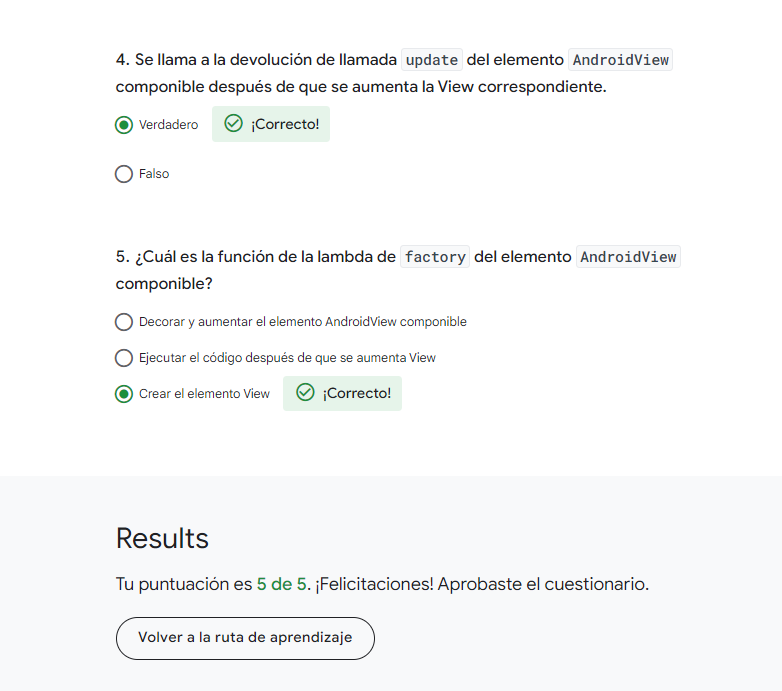 4. Se llama a la devolución de llamada update del elemento AndroidView
componible después de que se aumenta la View correspondiente.
Verdadero ¡Correcto!
Falso
5. ¿Cuál es la función de la lambda de factory del elemento AndroidView
componible?
Decorar y aumentar el elemento AndroidView componible
Ejecutar el código después de que se aumenta View
Crear el elemento View ¡Correcto!
Results
Tu puntuación es 5 de 5. ¡Felicitaciones! Aprobaste el cuestionario.
Volver a la ruta de aprendizaje